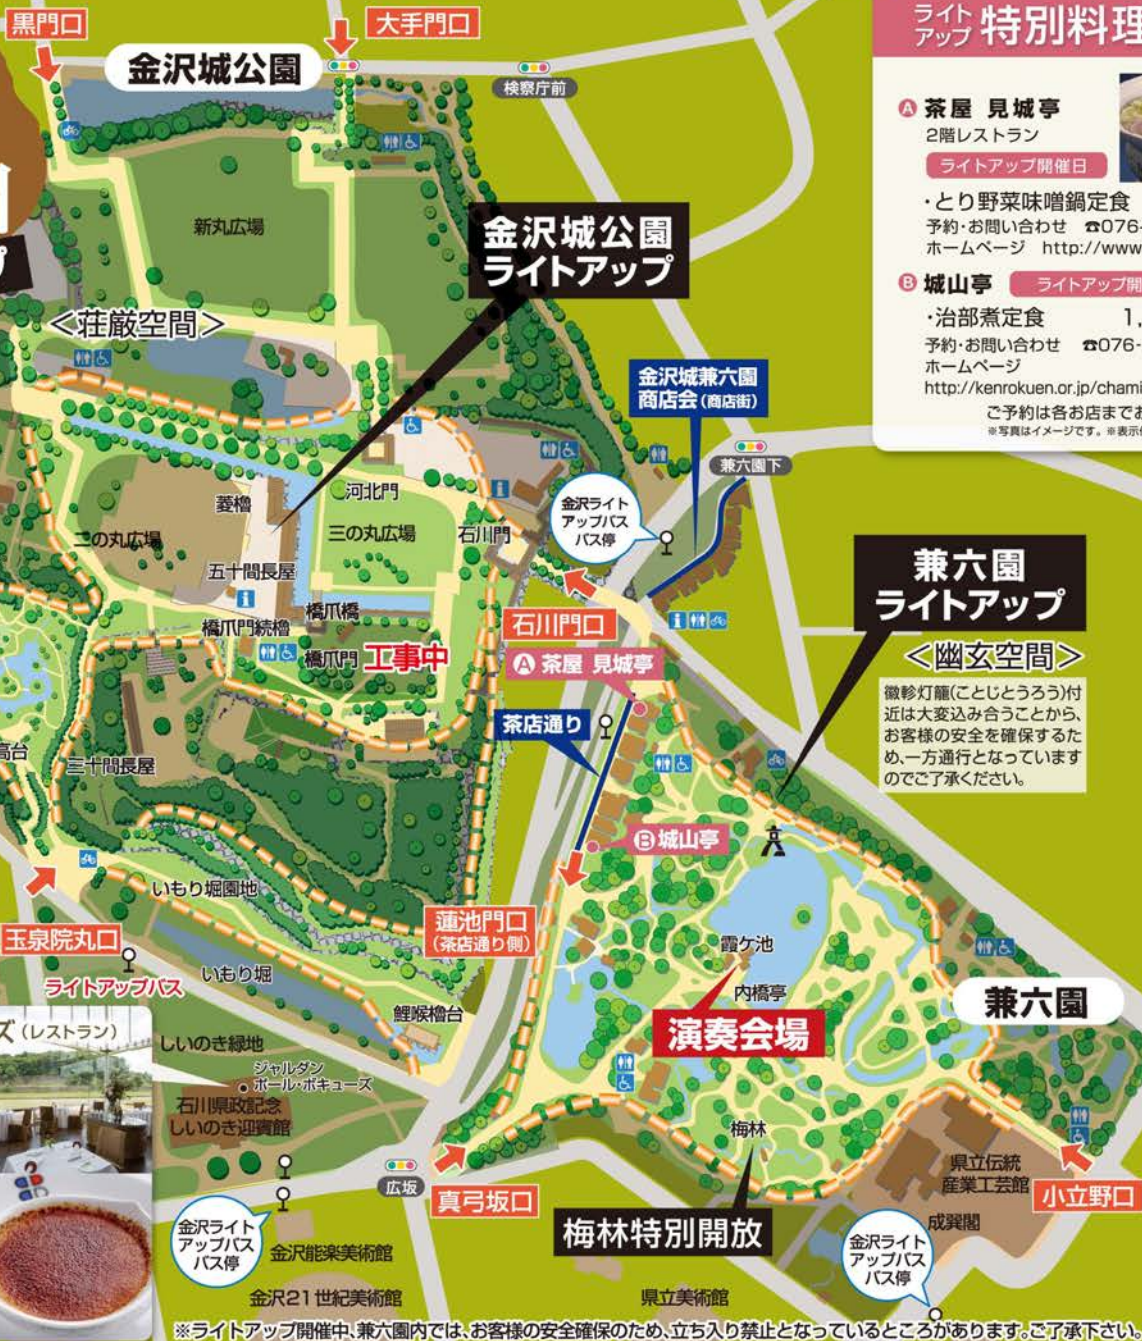 黒門口
大手門口
金沢城公園
検察庁前
新丸広場
金沢城公園
ライトアップ
＜荘厳空間＞
金沢城兼六園
商店会(商店街)
兼六園下
金沢ライト
アップバス
バス停
菱櫓
河北門
二の丸広場
三の丸広場
石川門
五十間長屋
橋爪橋
橋爪門続櫓
橋爪門
工事中
石川門口
Ⓐ 茶屋 見城亭
茶店通り
三十間長屋
Ⓑ 城山亭
いもり堀園地
玉泉院丸口
ライトアップバス
いもり堀
蓮池門口
(茶店通り側)
鯉喉櫓台
霞ケ池
内橋亭
演奏会場
兼六園
ライトアップ
＜幽玄空間＞
徽軫灯籠(ことじとうろう)付
近は大変込み合うことから、
お客様の安全を確保するた
め、一方通行となっています
のでご了承ください。
兼六園
ズ(レストラン)
しいのき緑地
ジャルダン
ポール・ボキューズ
石川県政記念
しいのき迎賓館
広坂
真弓坂口
梅林
梅林特別開放
県立伝統
産業工芸館
小立野口
成巽閣
金沢ライト
アップバス
バス停
金沢能楽美術館
金沢21世紀美術館
県立美術館
金沢ライト
アップバス
バス停
※ライトアップ開催中、兼六園内では、お客様の安全確保のため、立ち入り禁止となっているところがあります。ご了承下さい。
ライト
アップ 特別料理
Ⓐ 茶屋 見城亭
2階レストラン
ライトアップ開催日
・とり野菜味噌鍋定食
予約・お問い合わせ ☎076-
ホームページ http://www
Ⓑ 城山亭 ライトアップ開
・治部煮定食 1,
予約・お問い合わせ ☎076-
ホームページ
http://kenrokuen.or.jp/chami
ご予約は各お店までお
※写真はイメージです。※表示価